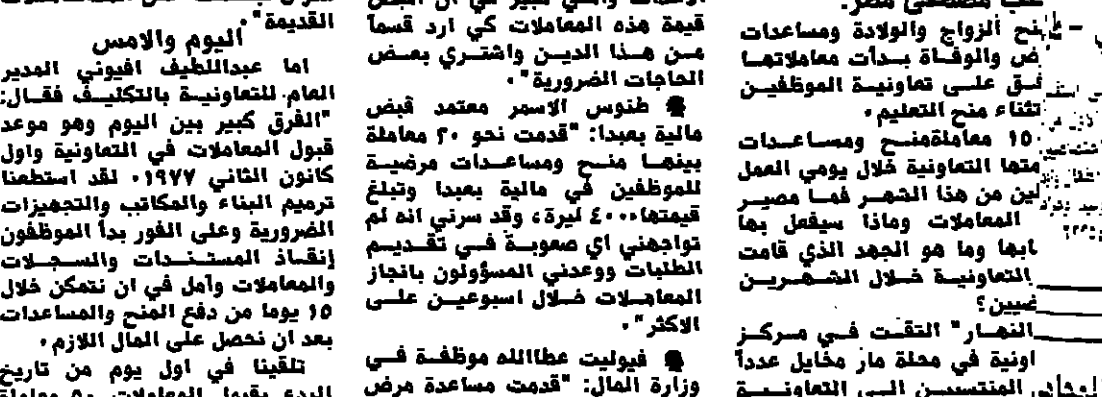 منح الزواج والولادة ومساعدات
والوفاة بدأت معاملاتها
على تعاونية الموظفين
منح التعليم.
١٥ معاملة منح ومساعدات
التعاونية خلال يومي العمل
من هذا الشهر فما مصير
المعاملات وماذا سيفعل بها
وما هو الجهد الذي قامت
التعاونية خلال الشهرين
النهار" التقت في مركز
في محلة مار مخايل عدداً
المنتسبين الى التعاونية
قيمة هذه المعاملات كي ارد قسماً
من هذا الدين واشتري بعض
الحاجات الضرورية".
طنوس الاسمر معتمد قبض
مالية بعبدا: "قدمت نحو ٢٠ معاملة
بينها منح ومساعدات مرضية
للموظفين في مالية بعبدا وتبلغ
قيمتها ٤٠٠٠ ليرة، وقد سرني انه لم
تواجهني اي صعوبة في تقديم
الطلبات ووعدني المسؤولون بانجاز
المعاملات خلال اسبوعين على
الاكثر".
فيوليت عطاالله موظفة في
وزارة المال: "قدمت مساعدة مرض
القديمة".
اليوم والامس
اما عبداللطيف افيوني المدير
العام للتعاونية بالتكليف فقال:
"الفرق كبير بين اليوم وهو موعد
قبول المعاملات في التعاونية واول
كانون الثاني ١٩٧٧. لقد استطعنا
ترميم البناء والمكاتب والتجهيزات
الضرورية وعلى الفور بدأ الموظفون
إنقاذ المستندات والسجلات
والمعاملات وآمل في ان نتمكن خلال
١٥ يوما من دفع المنح والمساعدات
بعد ان نحصل على المال اللازم.
تلقينا في اول يوم من تاريخ
البدء بقبول المعاملات ٥٠ معاملة